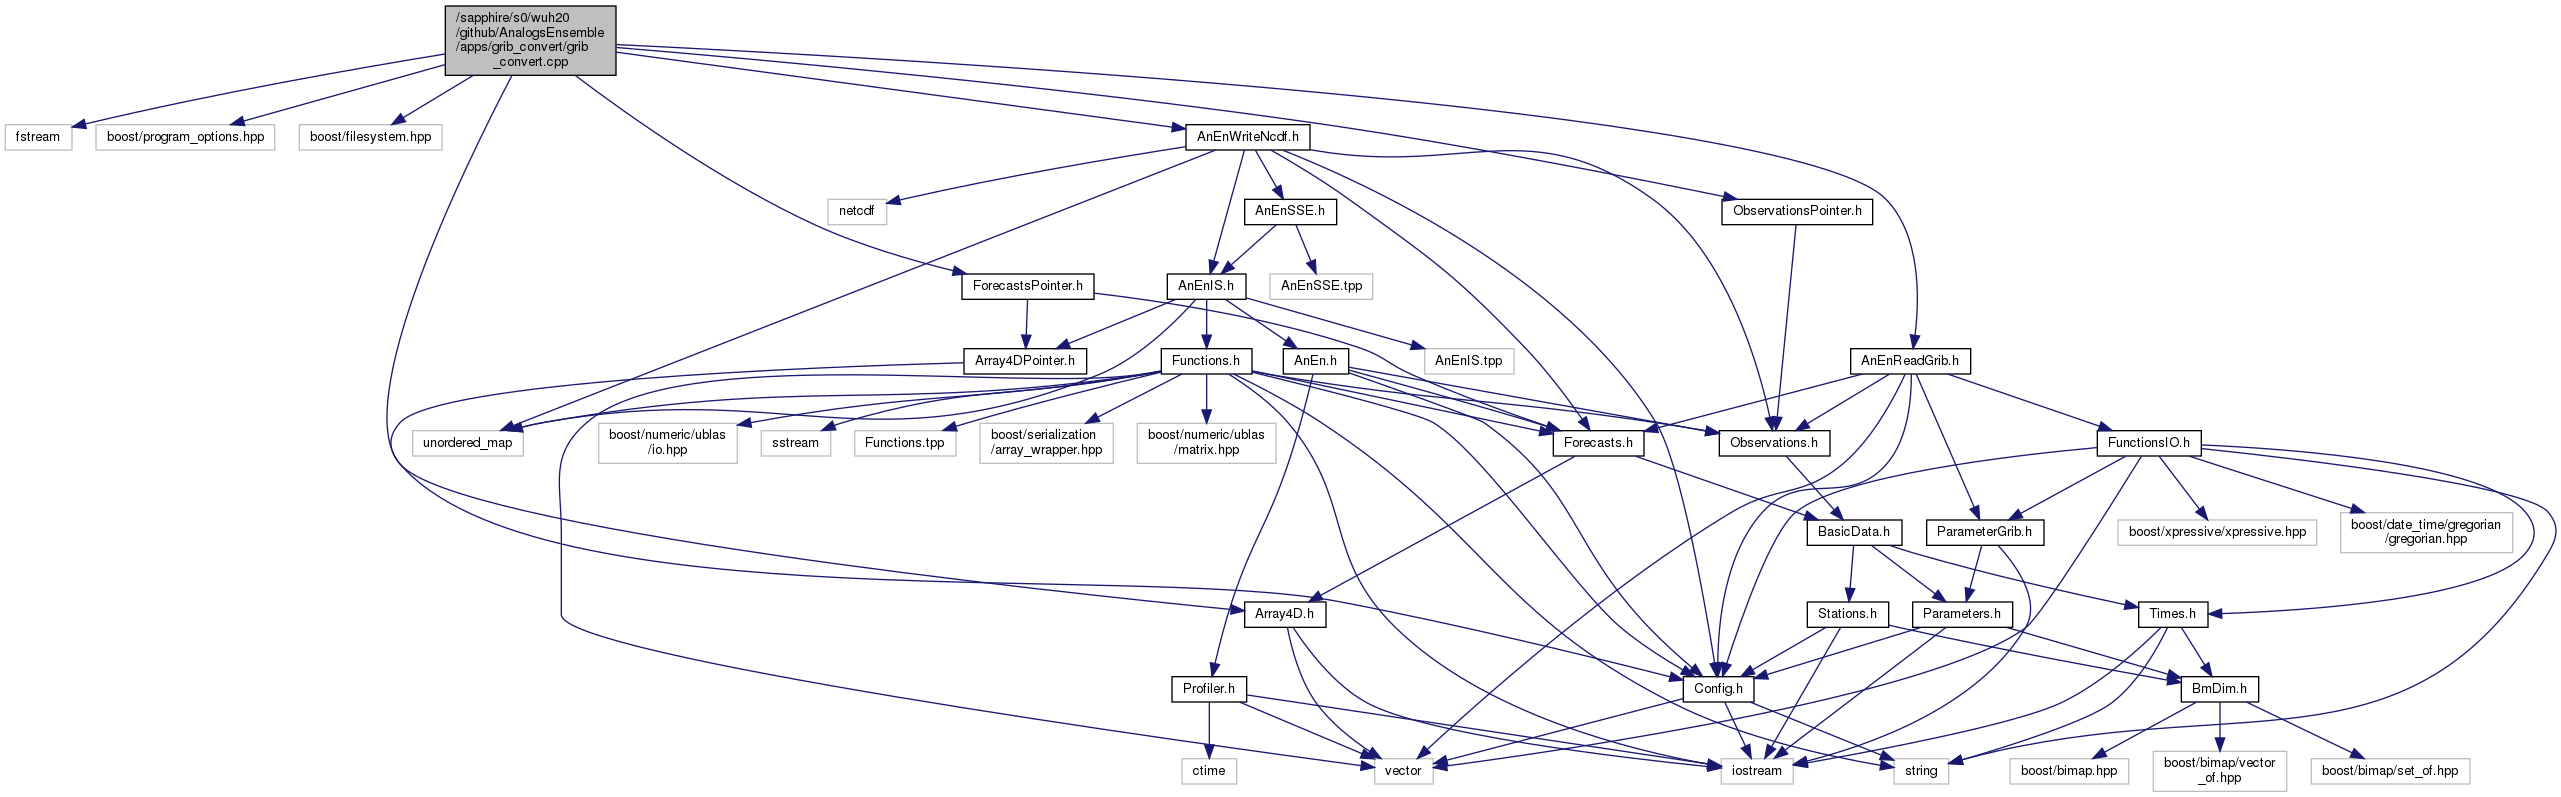 /sapphire/s0/wuh20
/github/AnalogsEnsemble
/apps/grib_convert/grib
_convert.cpp
fstream
boost/program_options.hpp
boost/filesystem.hpp
AnEnWriteNcdf.h
netcdf
AnEnSSE.h
ObservationsPointer.h
ForecastsPointer.h
AnEnIS.h
AnEnSSE.tpp
Array4DPointer.h
Functions.h
AnEn.h
AnEnIS.tpp
AnEnReadGrib.h
unordered_map
boost/numeric/ublas
/io.hpp
sstream
Functions.tpp
boost/serialization
/array_wrapper.hpp
boost/numeric/ublas
/matrix.hpp
Forecasts.h
Observations.h
FunctionsIO.h
BasicData.h
ParameterGrib.h
boost/xpressive/xpressive.hpp
boost/date_time/gregorian
/gregorian.hpp
Array4D.h
Stations.h
Parameters.h
Times.h
Profiler.h
Config.h
BmDim.h
ctime
vector
iostream
string
boost/bimap.hpp
boost/bimap/vector
_of.hpp
boost/bimap/set_of.hpp